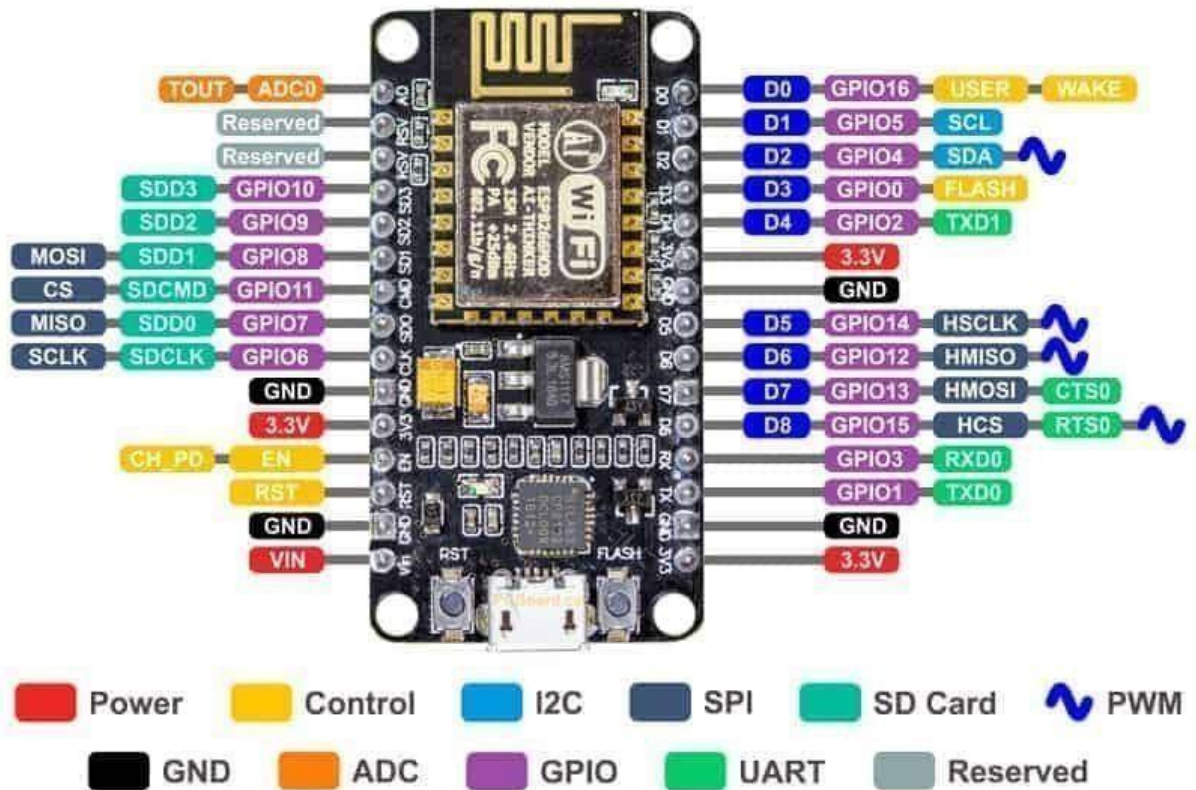 TOUT ADC0 A0 D0 D0 GPIO16 USER WAKE
Reserved RSV D1 D1 GPIO5 SCL
Reserved RSV D2 D2 GPIO4 SDA
SDD3 GPIO10 SD3 D3 D3 GPIO0 FLASH
SDD2 GPIO9 SD2 D4 D4 GPIO2 TXD1
MOSI SDD1 GPIO8 SD1 3V3 3.3V
CS SDCMD GPIO11 CMD GND GND
MISO SDD0 GPIO7 SD0 D5 D5 GPIO14 HSCLK
SCLK SDCLK GPIO6 CLK D6 D6 GPIO12 HMISO
GND GND D7 D7 GPIO13 HMOSI CTS0
3.3V 3V3 D8 GPIO15 HCS RTS0
CH_PD EN EN RX GPIO3 RXD0
RST RST TX GPIO1 TXD0
GND GND GND GND
VIN Vin 3V3 3.3V
MODEL ESP8266MOD
VENDOR AI-THINKER
ISM 2.4GHz
PA +25dBm
802.11b/g/n
FC
Ai
WiFi
AMS1117
RST FLASH
Power Control I2C SPI SD Card PWM
GND ADC GPIO UART Reserved